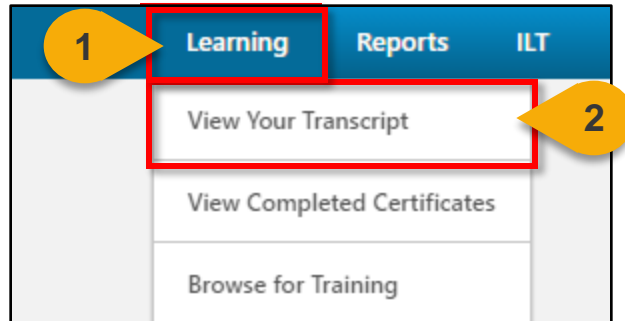 1 Learning Reports ILT
View Your Transcript 2
View Completed Certificates
Browse for Training